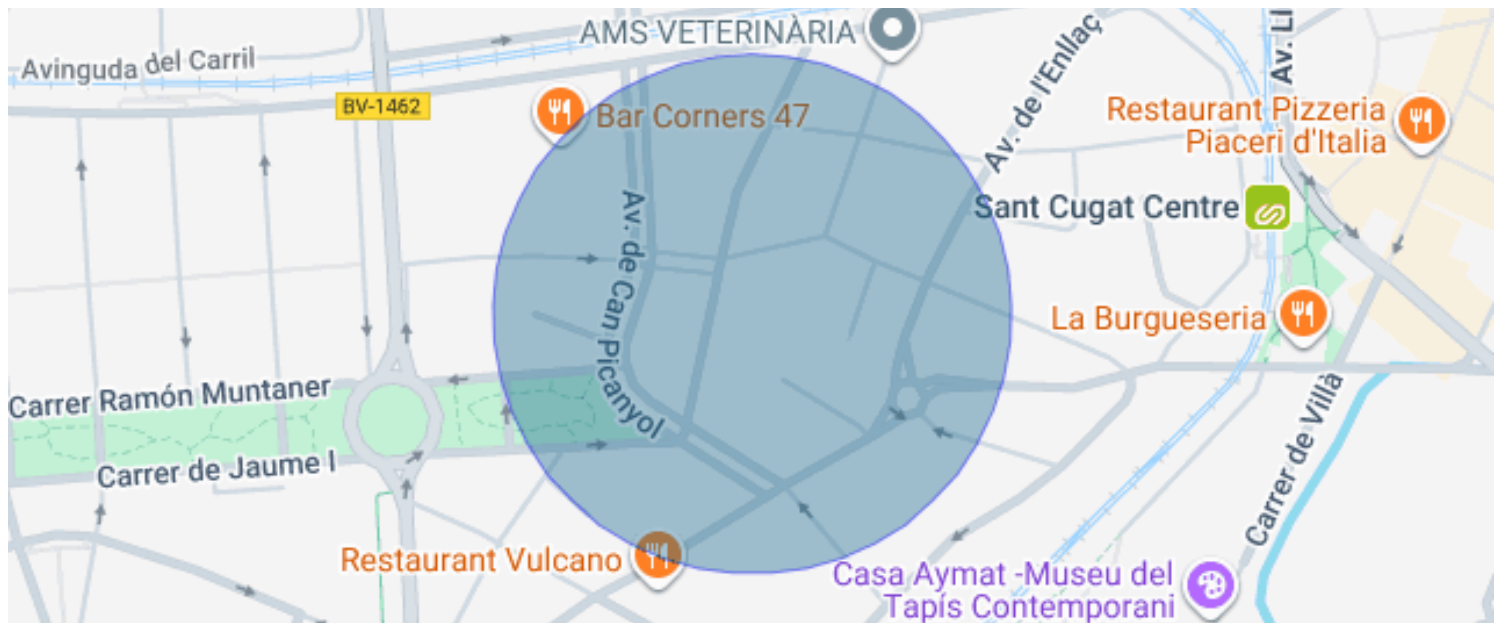 AMS VETERINÀRIA
Avinguda del Carril
BV-1462
Bar Corners 47
Av. de l'Enllaç
Av. Ll
Restaurant Pizzeria
Piaceri d'Italia
Sant Cugat Centre
Av. de Can Picanyol
La Burgueseria
Carrer Ramón Muntaner
Carrer de Jaume I
Carrer de Villà
Restaurant Vulcano
Casa Aymat -Museu del
Tapís Contemporani